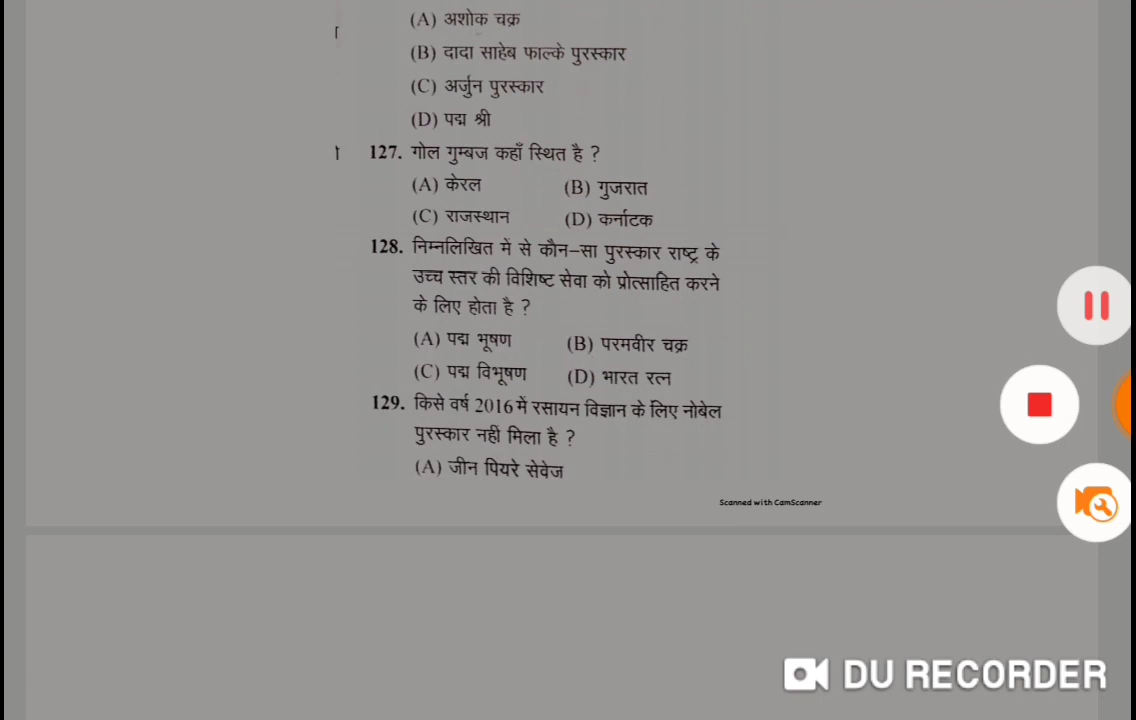 (A) अशोक चक्र
(B) दादा साहेब फाल्के पुरस्कार
(C) अर्जुन पुरस्कार
(D) पद्म श्री
127. गोल गुम्बज कहाँ स्थित है ?
(A) केरल (B) गुजरात
(C) राजस्थान (D) कर्नाटक
128. निम्नलिखित में से कौन-सा पुरस्कार राष्ट्र के
उच्च स्तर की विशिष्ट सेवा को प्रोत्साहित करने
के लिए होता है ?
(A) पद्म भूषण (B) परमवीर चक्र
(C) पद्म विभूषण (D) भारत रत्न
129. किसे वर्ष 2016 में रसायन विज्ञान के लिए नोबेल
पुरस्कार नहीं मिला है ?
(A) जीन पियरे सेवेज
Scanned with CamScanner
DU RECORDER